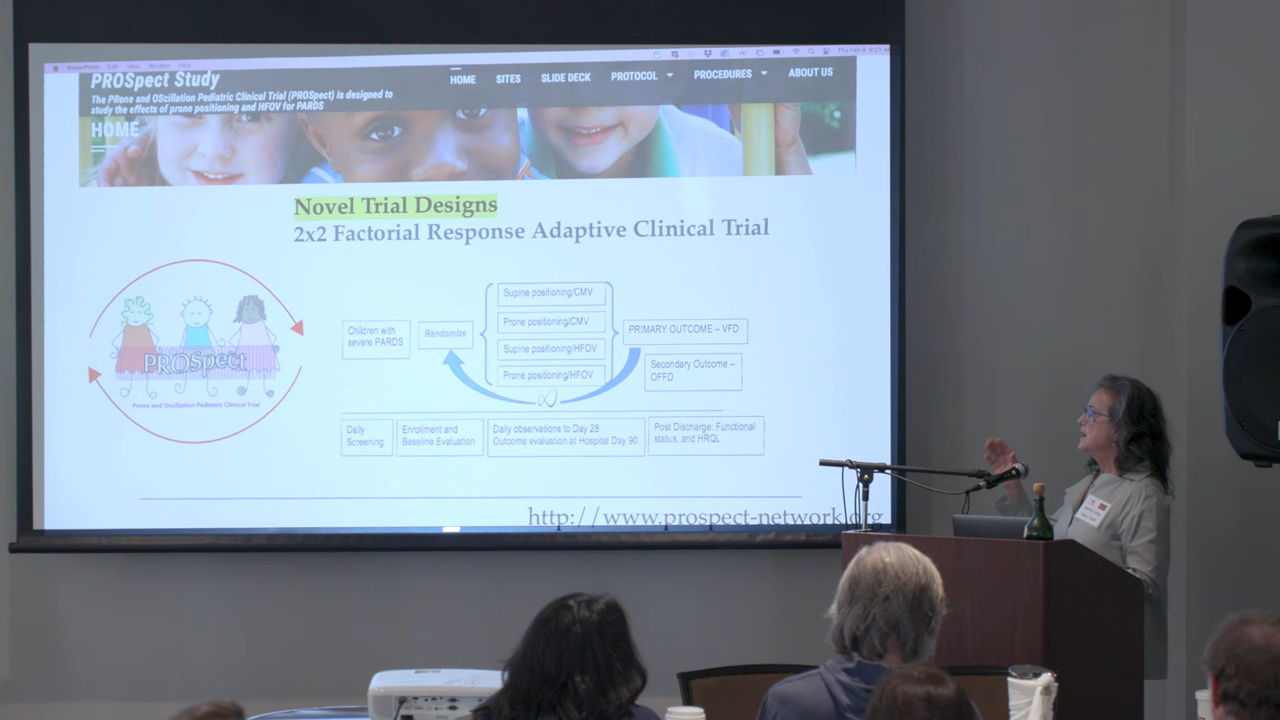 PowerPoint Edit View Window Help
PROSpect Study
The PRone and OScillation Pediatric Clinical Trial (PROSpect) is designed to
study the effects of prone positioning and HFOV for PARDS
HOME SITES SLIDE DECK PROTOCOL PROCEDURES ABOUT US
HOME
Novel Trial Designs
2x2 Factorial Response Adaptive Clinical Trial
PROSpect
Prone and Oscillation Pediatric Clinical Trial
Children with
severe PARDS
Randomize
Supine positioning/CMV
Prone positioning/CMV
Supine positioning/HFOV
Prone positioning/HFOV
PRIMARY OUTCOME – VFD
Secondary Outcome –
OFFD
Daily
Screening
Enrollment and
Baseline Evaluation
Daily observations to Day 28
Outcome evaluation at Hospital Day 90
Post Discharge: Functional
status, and HRQL
http://www.prospect-network.org